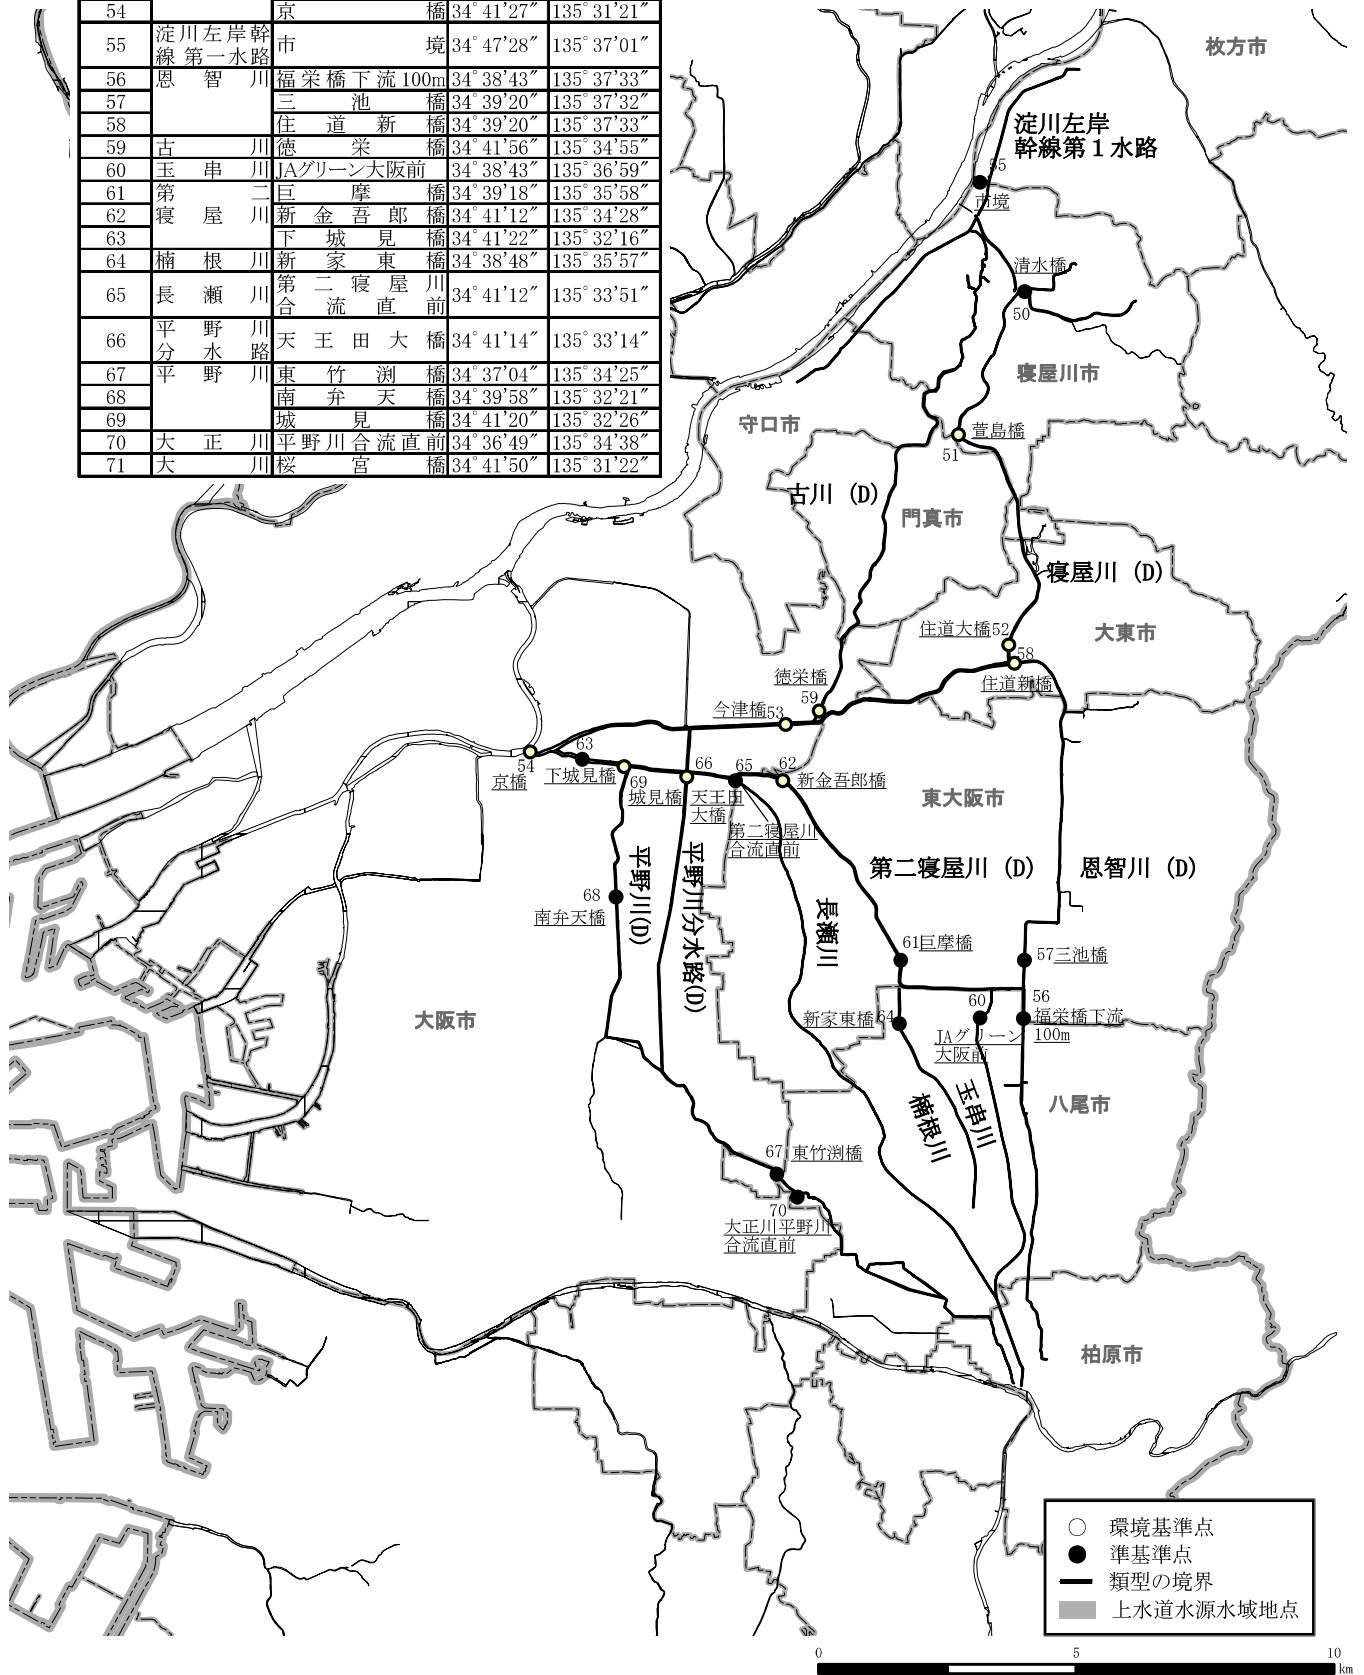 54 京橋 34°41'27" 135°31'21"
55 淀川左岸幹線 第一水路 市境 34°47'28" 135°37'01"
56 恩智川 福栄橋下流100m 34°38'43" 135°37'33"
57 三池橋 34°39'20" 135°37'32"
58 住道新橋 34°39'20" 135°37'33"
59 古川 徳栄橋 34°41'56" 135°34'55"
60 玉串川 JAグリーン大阪前 34°38'43" 135°36'59"
61 第二寝屋川 巨摩橋 34°39'18" 135°35'58"
62 新金吾郎橋 34°41'12" 135°34'28"
63 下城見橋 34°41'22" 135°32'16"
64 楠根川 新家東橋 34°38'48" 135°35'57"
65 長瀬川 第二寝屋川合流直前 34°41'12" 135°33'51"
66 平野川分水路 天王田大橋 34°41'14" 135°33'14"
67 平野川 東竹渕橋 34°37'04" 135°34'25"
68 南弁天橋 34°39'58" 135°32'21"
69 城見橋 34°41'20" 135°32'26"
70 大正川 平野川合流直前 34°36'49" 135°34'38"
71 大川 桜宮橋 34°41'50" 135°31'22"
枚方市
淀川左岸
幹線第１水路
55
市境
清水橋
50
寝屋川市
守口市
萱島橋
51
古川 (D)
門真市
寝屋川 (D)
住道大橋52
大東市
58
住道新橋
徳栄橋
59
今津橋53
54
京橋
63
下城見橋
69
城見橋
66
天王田
大橋
65
第二寝屋川
合流直前
62
新金吾郎橋
東大阪市
第二寝屋川 (D)
恩智川 (D)
平野川(D)
平野川分水路(D)
長瀬川
68
南弁天橋
61巨摩橋
57三池橋
大阪市
新家東橋64
60
JAグリーン
大阪前
56
福栄橋下流
100m
楠根川
玉串川
八尾市
67 東竹渕橋
70
大正川平野川
合流直前
柏原市
○ 環境基準点
● 準基準点
類型の境界
上水道水源水域地点
0 5 10
km